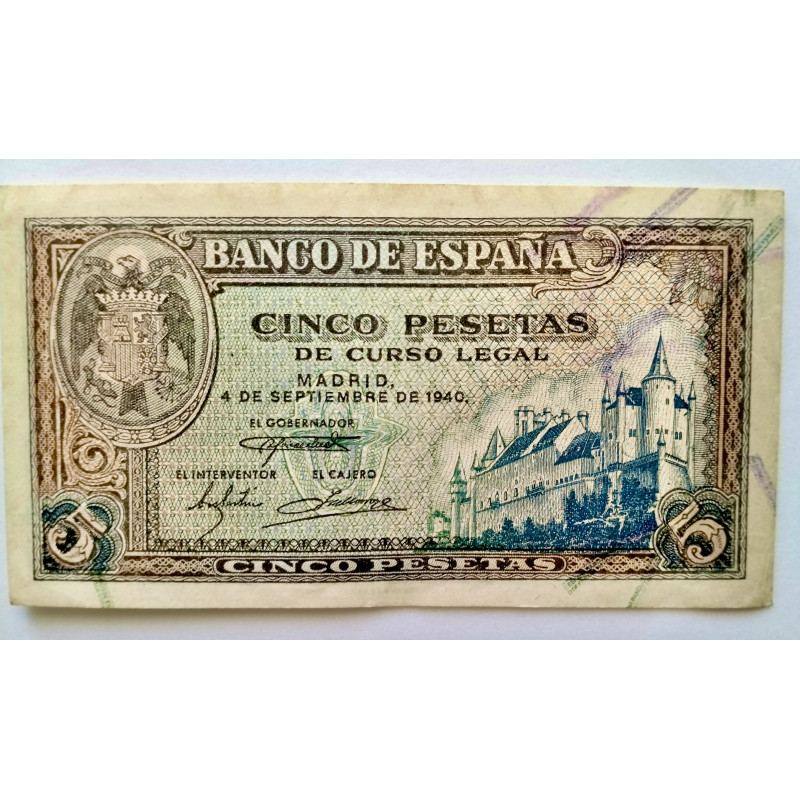 BANCO DE ESPAÑA
CINCO PESETAS
DE CURSO LEGAL
MADRID,
4 DE SEPTIEMBRE DE 1940.
EL GOBERNADOR,
EL INTERVENTOR EL CAJERO
5 5
CINCO PESETAS